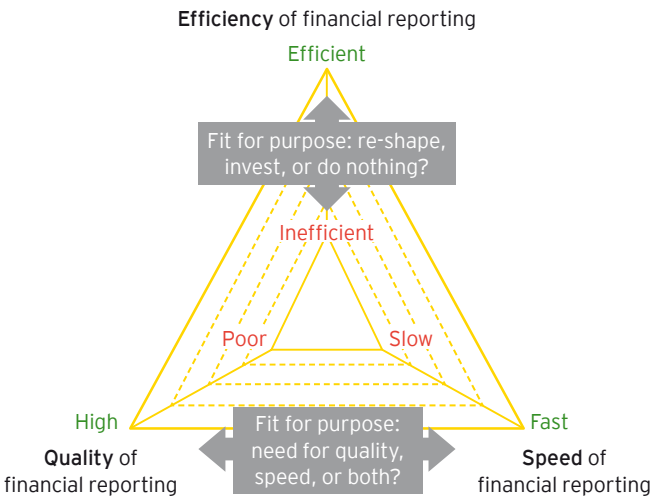 Efficiency of financial reporting
Efficient
Fit for purpose: re-shape,
invest, or do nothing?
Inefficient
Poor
Slow
High
Fast
Fit for purpose:
need for quality,
speed, or both?
Quality of
financial reporting
Speed of
financial reporting